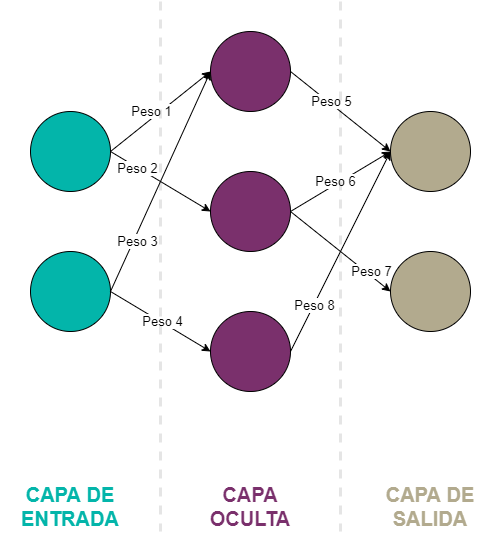 Peso 1
Peso 2
Peso 3
Peso 4
Peso 5
Peso 6
Peso 7
Peso 8
CAPA DE
ENTRADA
CAPA
OCULTA
CAPA DE
SALIDA